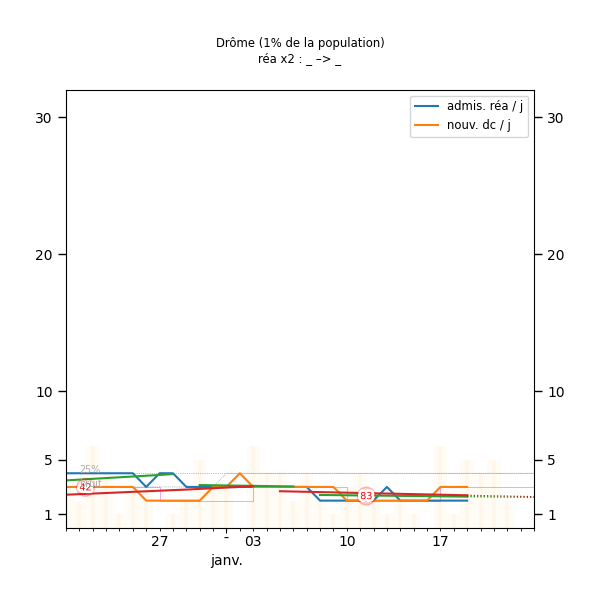 Drôme (1% de la population)
réa x2 : _ –> _
admis. réa / j
nouv. dc / j
30 30
20 20
10 10
5 5
1 1
25%
42
83
27 - 03 10 17
janv.